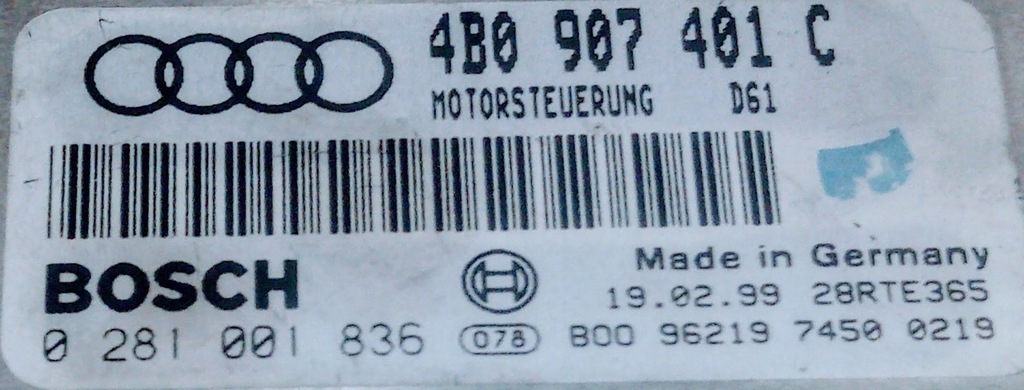 4B0 907 401 C
MOTORSTEUERUNG D61
BOSCH
Made in Germany
19.02.99 28RTE365
0 281 001 836 078 B00 96219 7450 0219